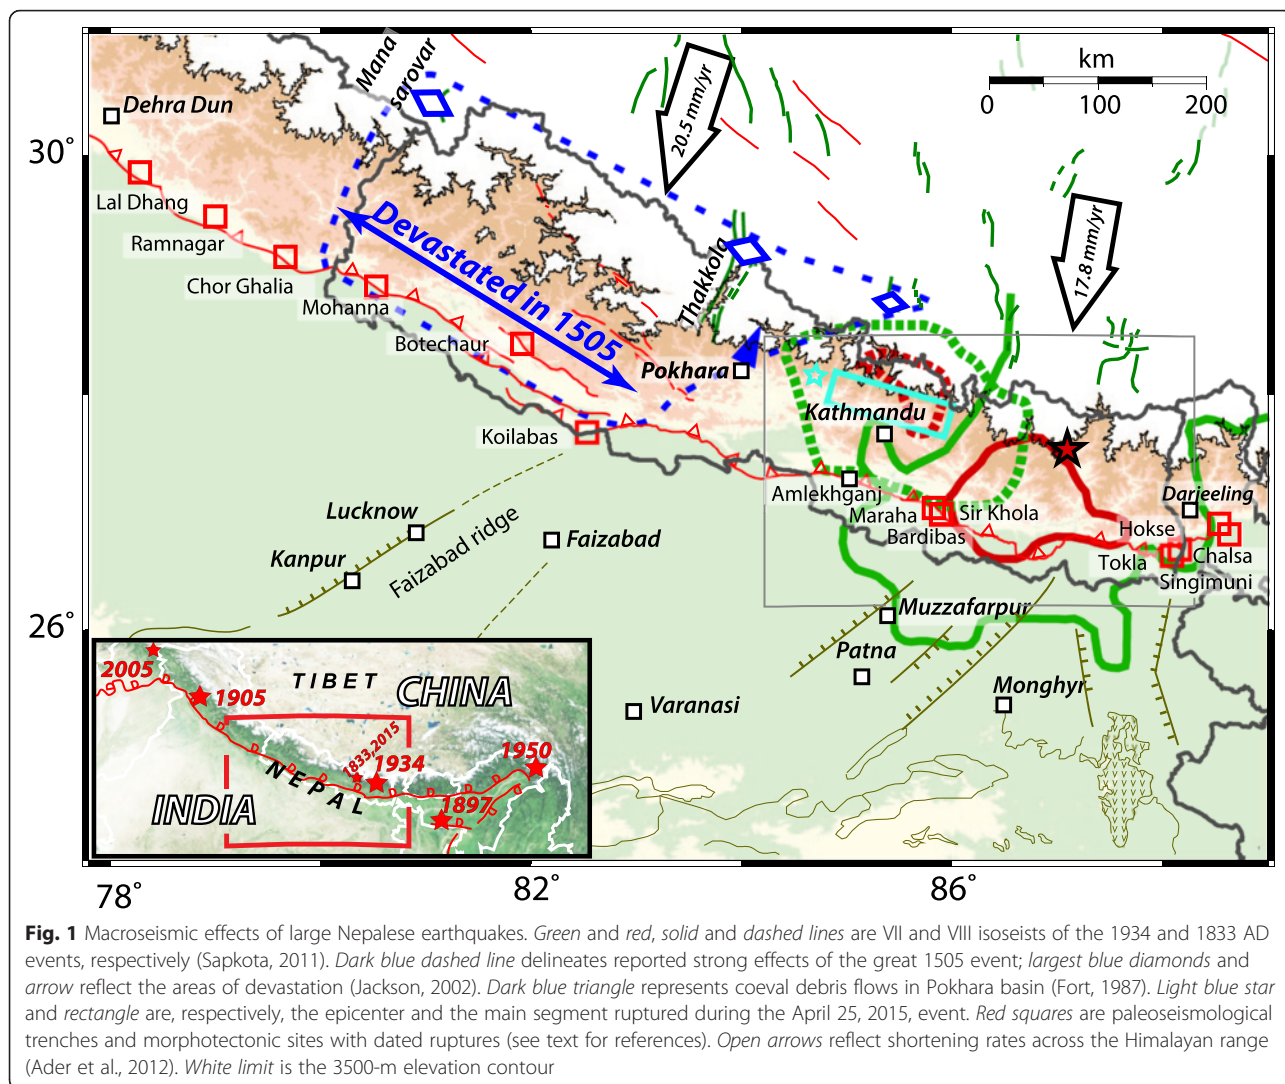 km
0 100 200
Mana
sarovar
Dehra Dun
20.5 mm/yr
30°
Lal Dhang
Ramnagar
17.8 mm/yr
Devastated in 1505
Thakkola
Chor Ghalia
Mohanna
Botechaur
Pokhara
Kathmandu
Koilabas
Amlekhganj
Darjeeling
Maraha
Sir Khola
Bardibas
Hokse
Lucknow
Faizabad
Chalsa
Tokla
Kanpur
Faizabad ridge
Singimuni
26°
Muzzafarpur
Patna
2005
TIBET
CHINA
Monghyr
1905
Varanasi
1833,2015
1934
1950
NEPAL
INDIA
1897
78° 82° 86°
Fig. 1 Macroseismic effects of large Nepalese earthquakes. Green and red, solid and dashed lines are VII and VIII isoseists of the 1934 and 1833 AD
events, respectively (Sapkota, 2011). Dark blue dashed line delineates reported strong effects of the great 1505 event; largest blue diamonds and
arrow reflect the areas of devastation (Jackson, 2002). Dark blue triangle represents coeval debris flows in Pokhara basin (Fort, 1987). Light blue star
and rectangle are, respectively, the epicenter and the main segment ruptured during the April 25, 2015, event. Red squares are paleoseismological
trenches and morphotectonic sites with dated ruptures (see text for references). Open arrows reflect shortening rates across the Himalayan range
(Ader et al., 2012). White limit is the 3500-m elevation contour